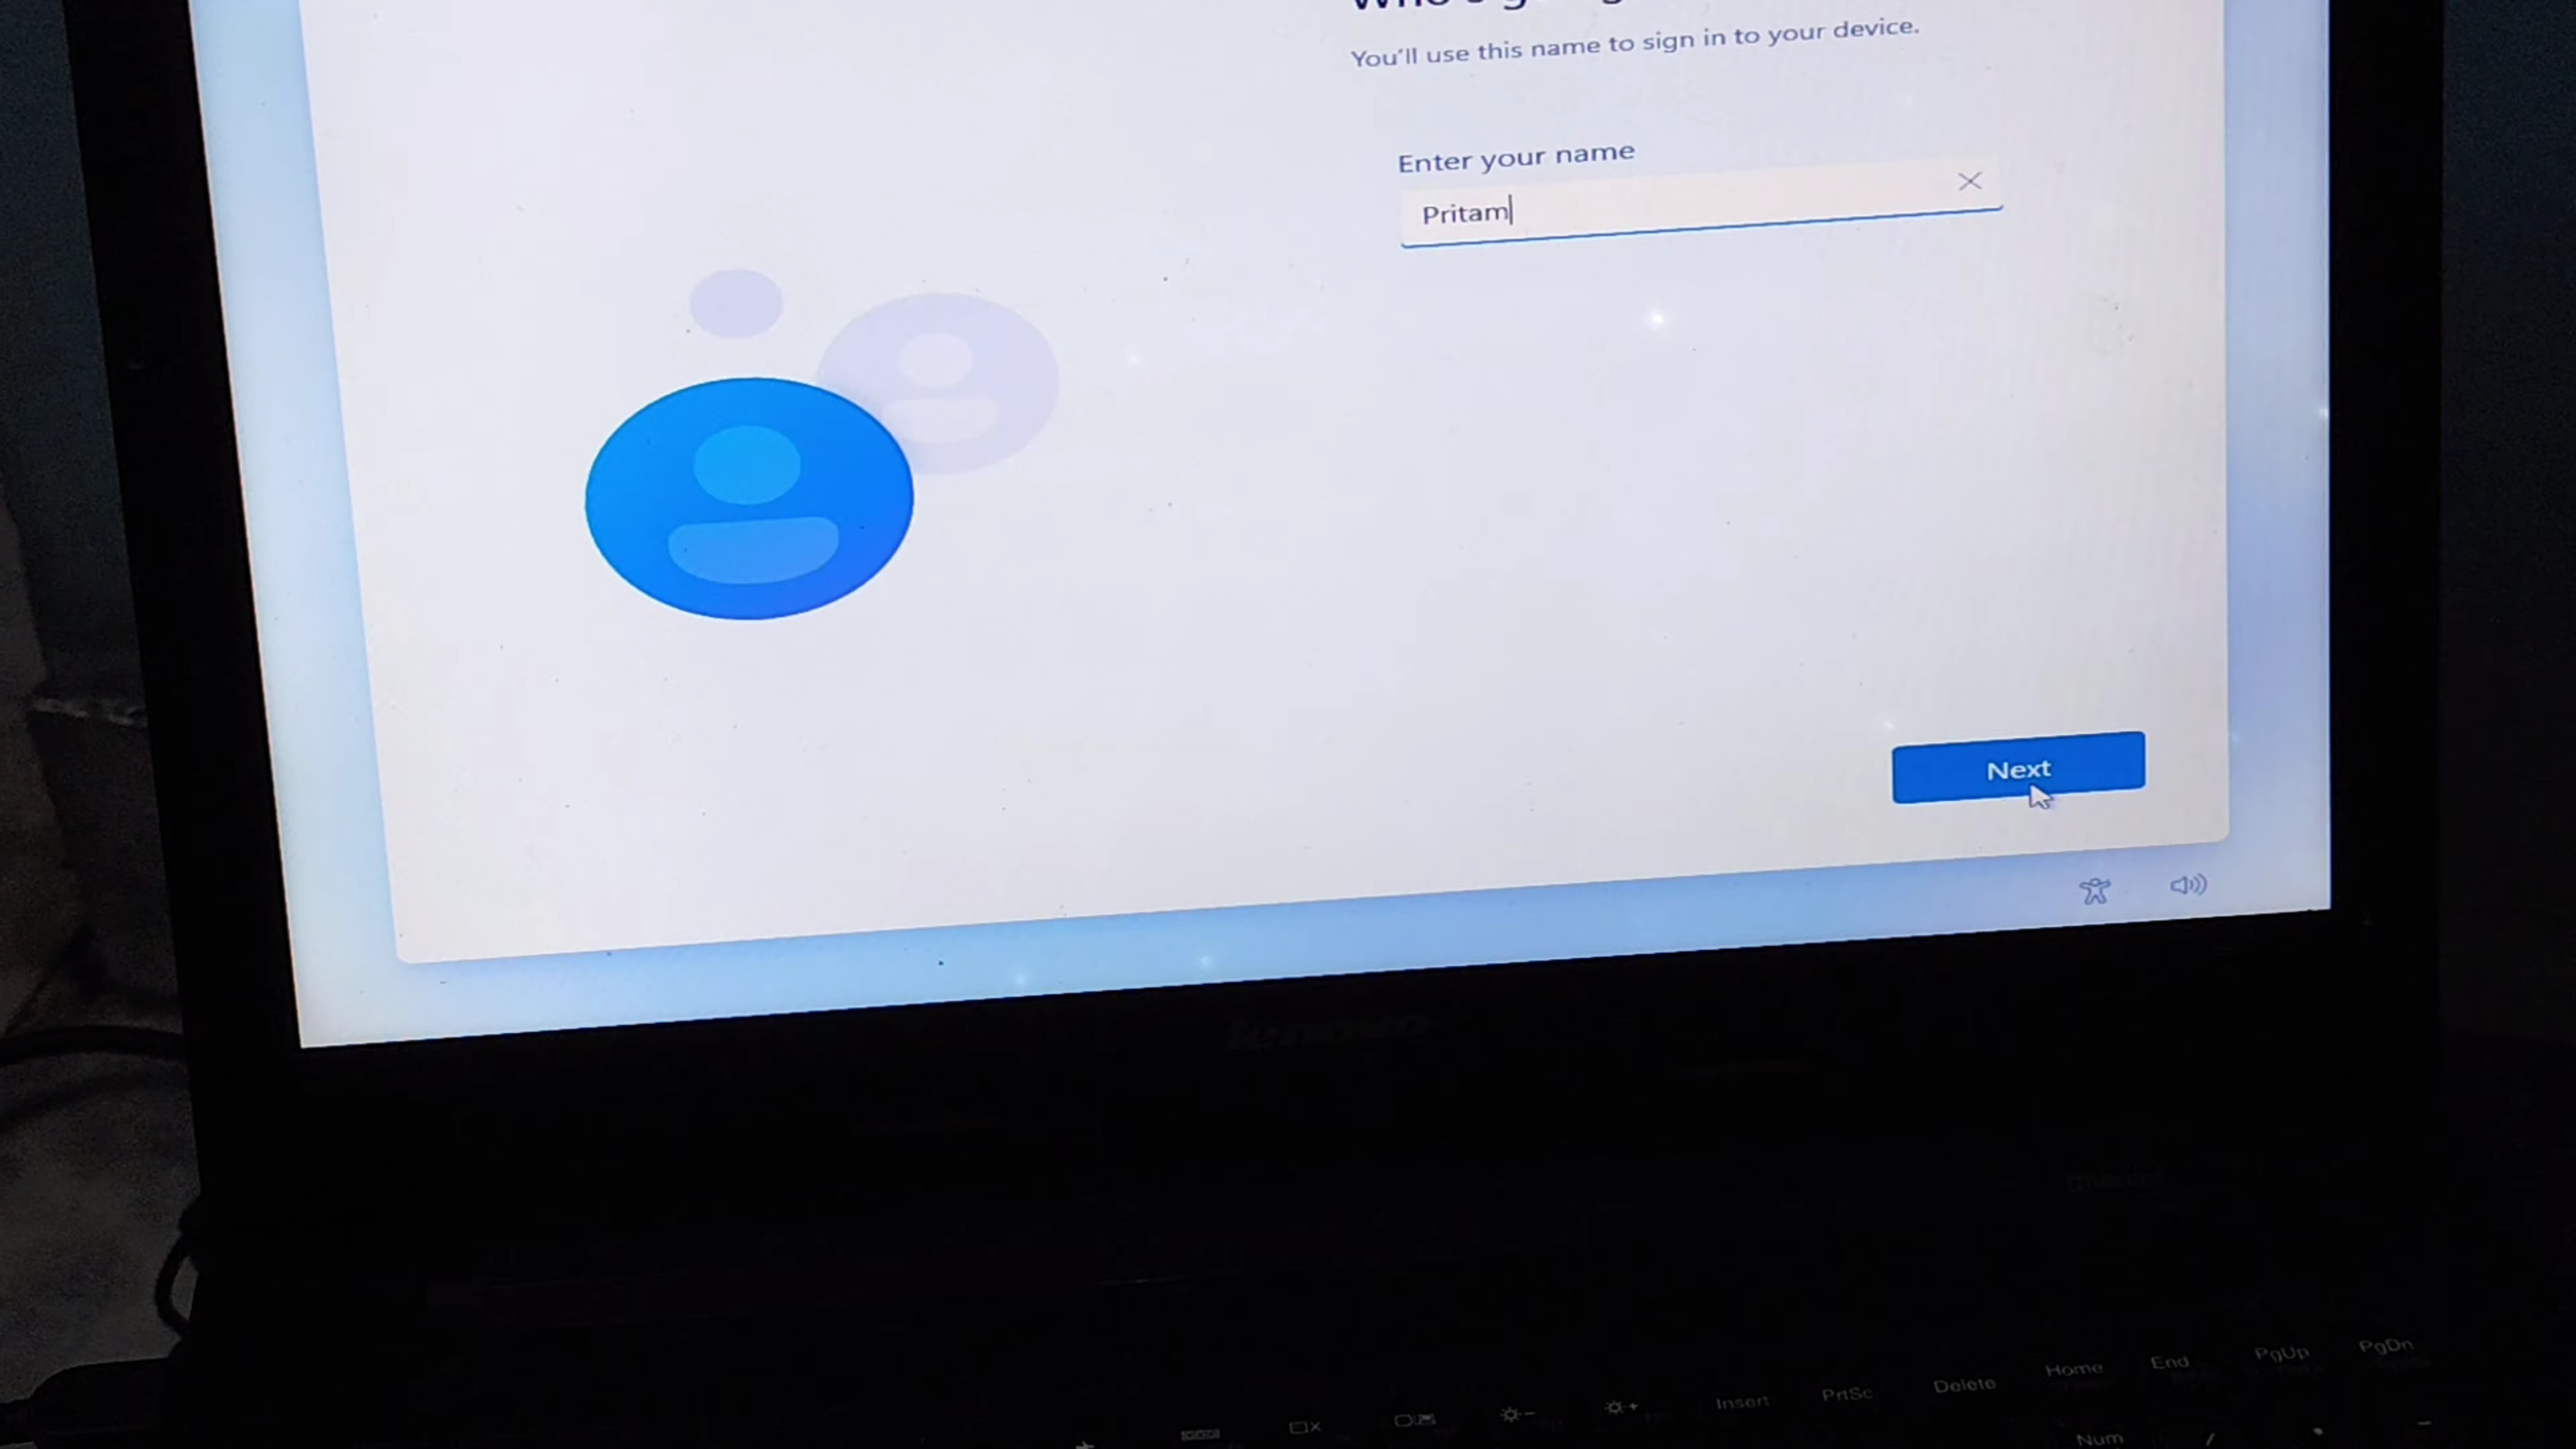 You'll use this name to sign in to your device.
Enter your name
Pritam
Next
lenovo
Insert
PrtSc
Delete
Home
End
PgUp
PgDn
Num